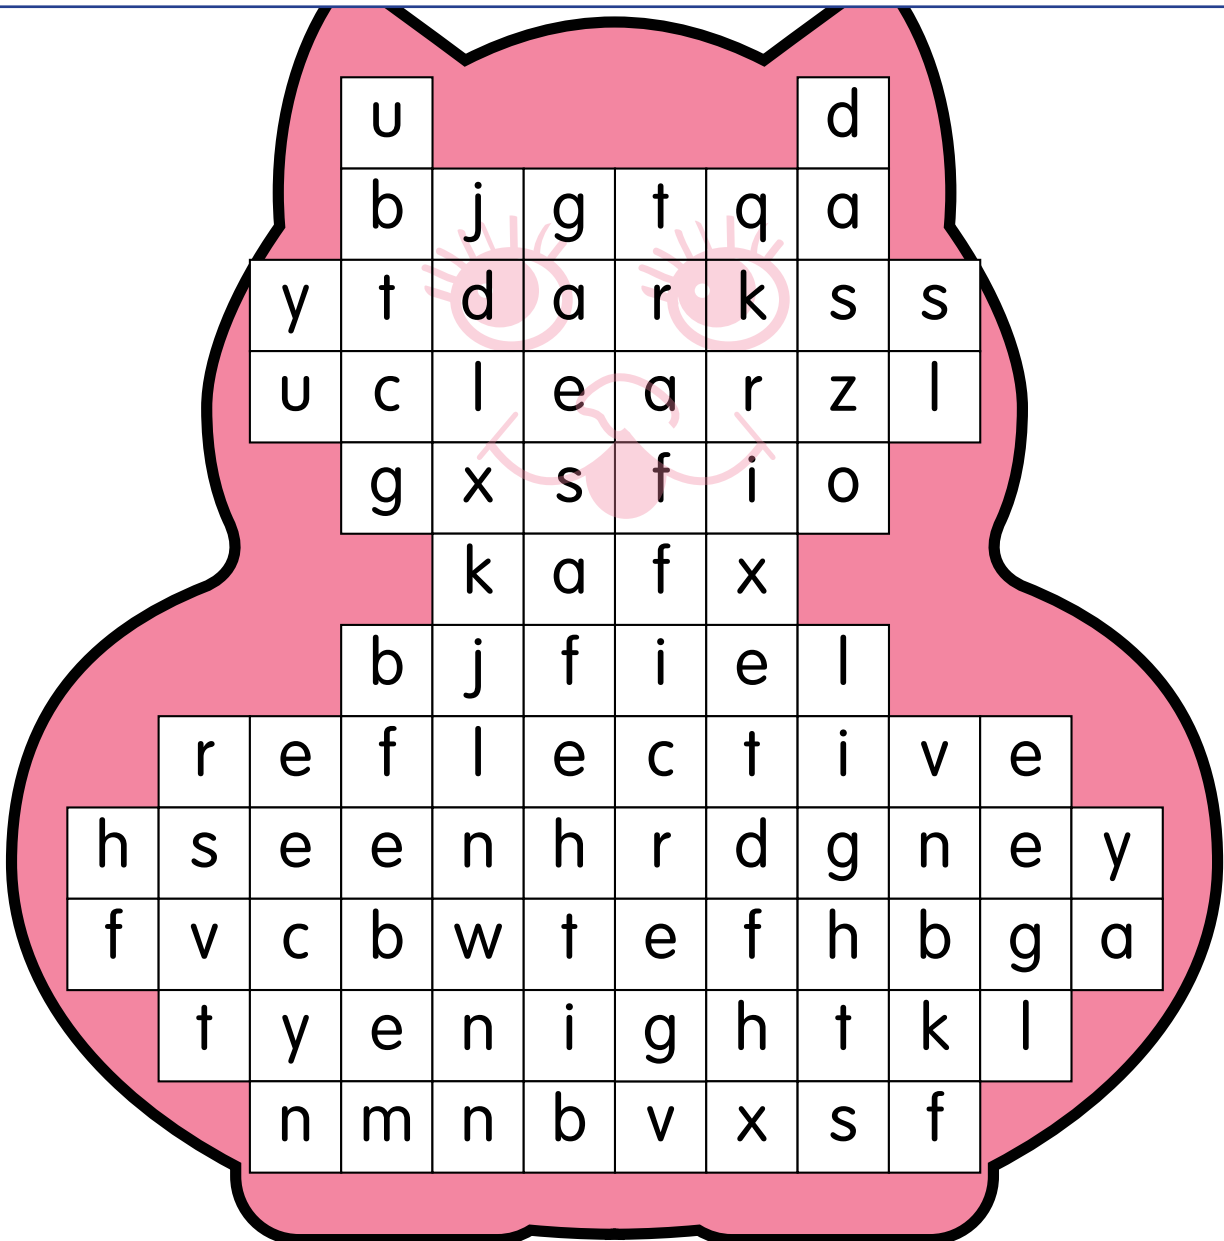 u d
b j g t q a
y t d a r k s s
u c l e a r z l
g x s f i o
k a f x
b j f i e l
r e f l e c t i v e
h s e e n h r d g n e y
f v c b w t e f h b g a
t y e n i g h t k l
n m n b v x s f